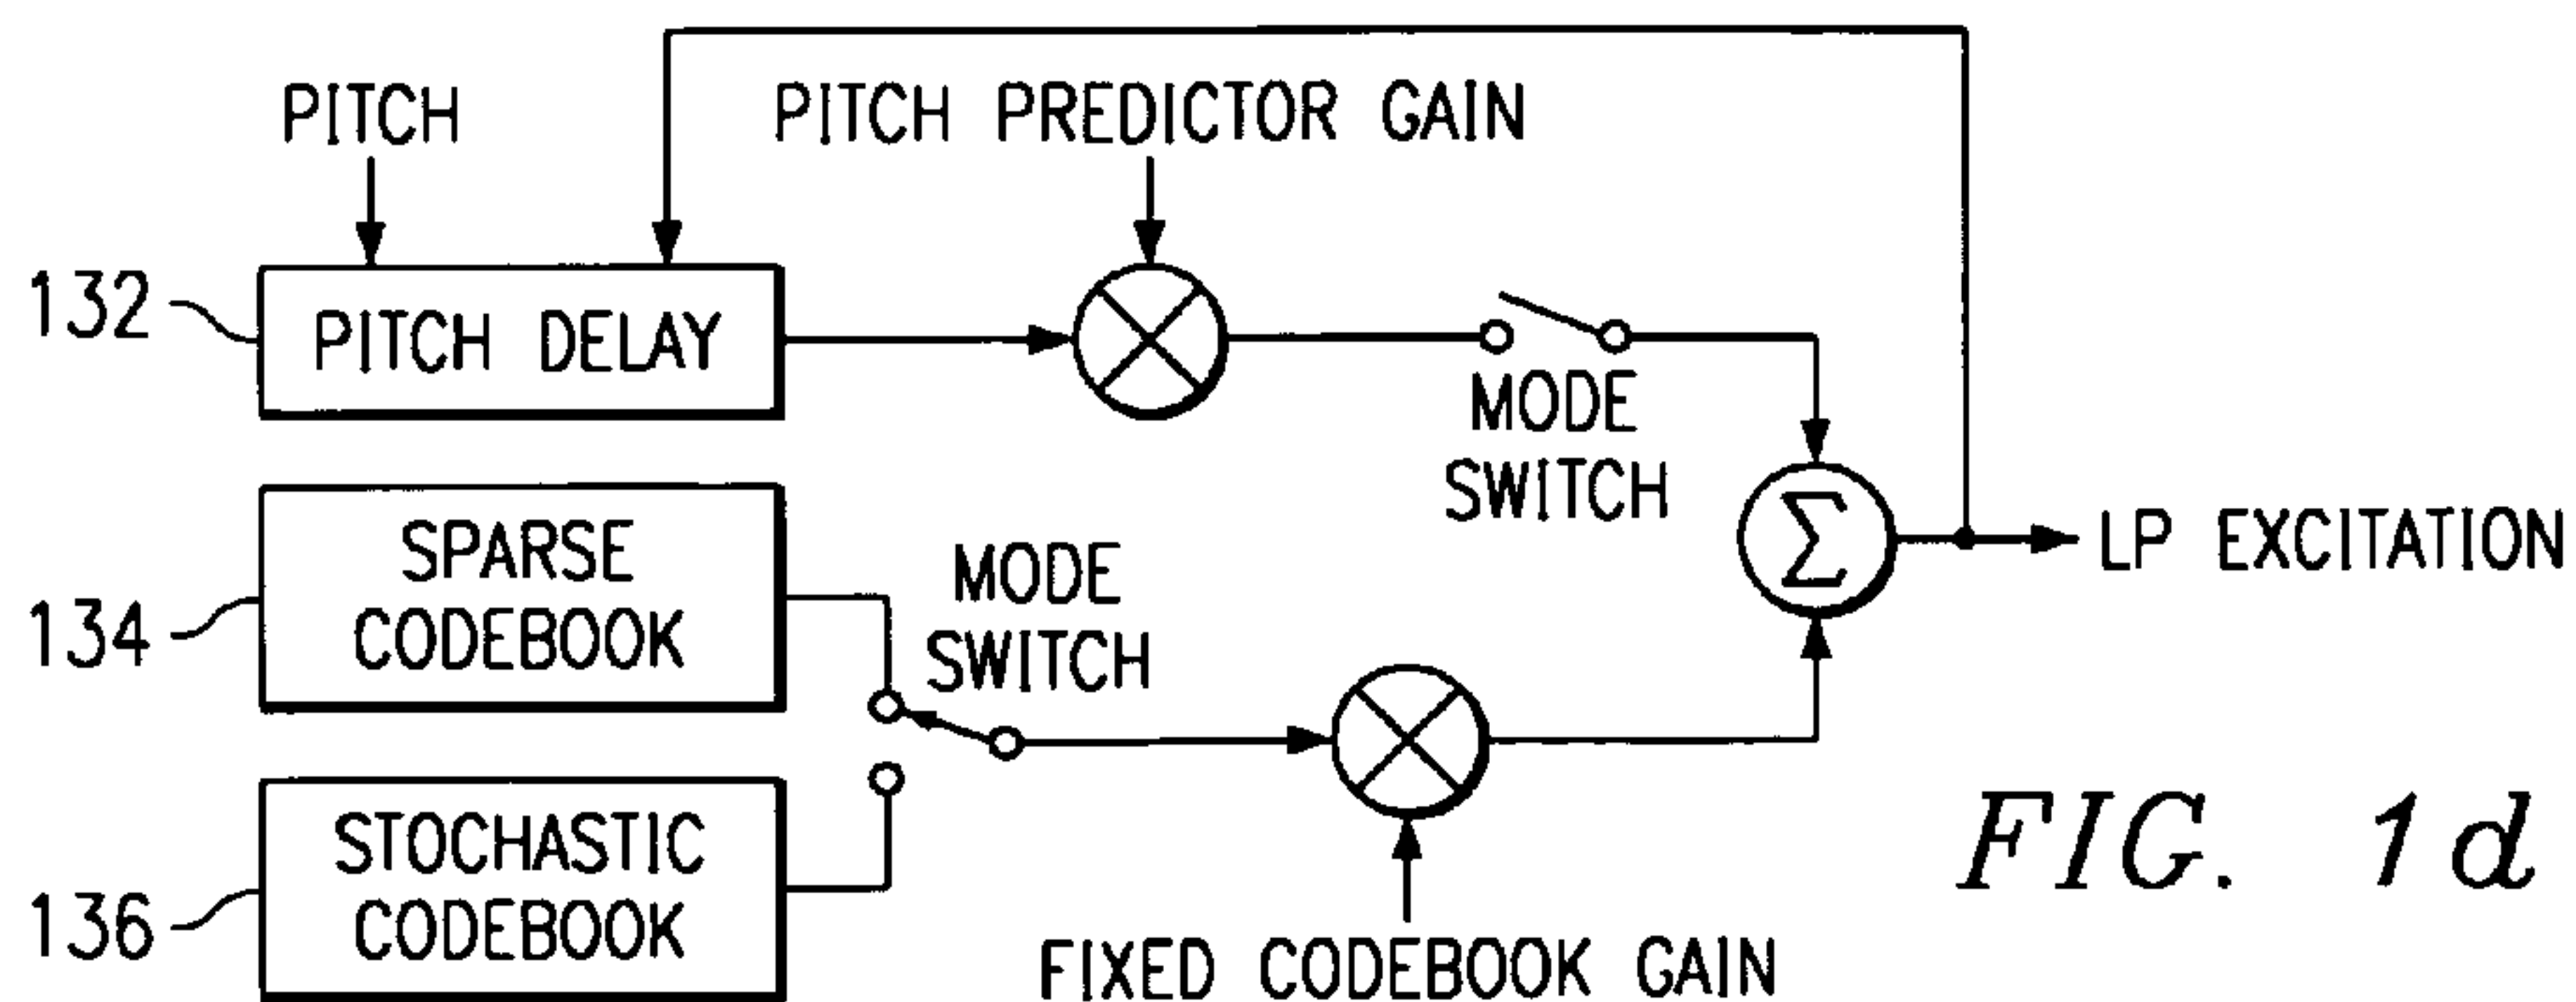 PITCH
PITCH PREDICTOR GAIN
132
PITCH DELAY
MODE
SWITCH
134
SPARSE
CODEBOOK
MODE
SWITCH
Σ
LP EXCITATION
136
STOCHASTIC
CODEBOOK
FIXED CODEBOOK GAIN
FIG. 1d